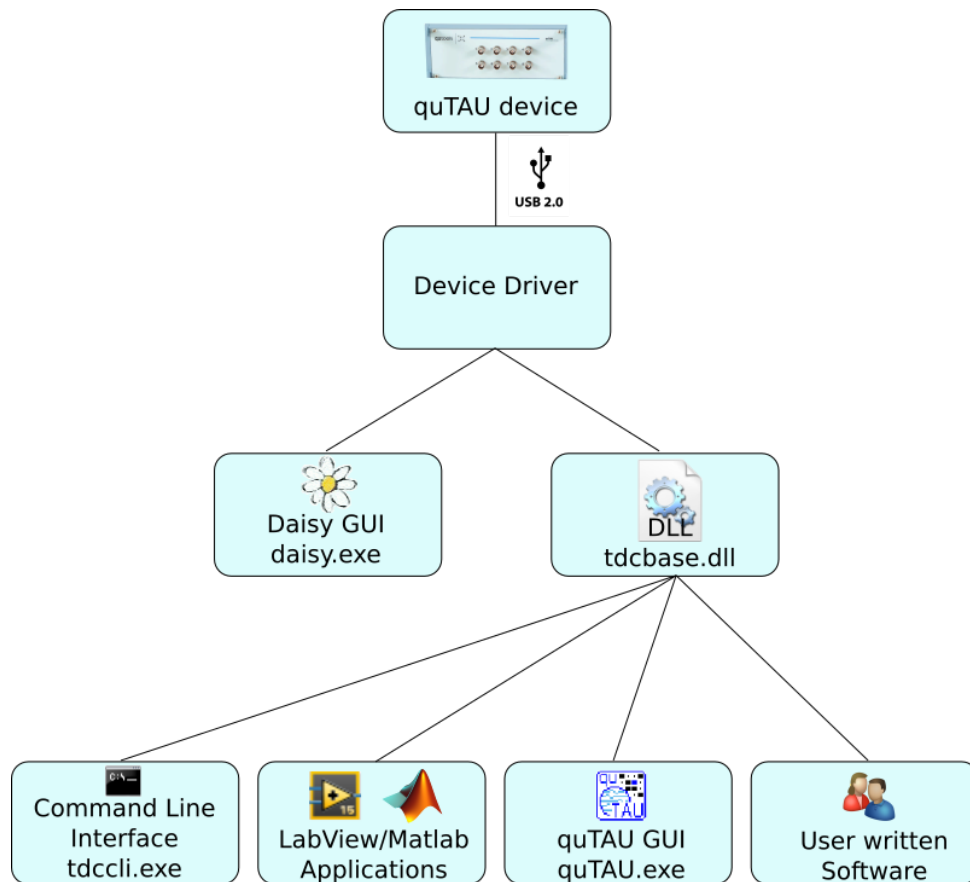 quTAU device
USB 2.0
Device Driver
Daisy GUI
daisy.exe
DLL
tdcbase.dll
C:\_
Command Line
Interface
tdccli.exe
15
LabView/Matlab
Applications
qu
TAU
quTAU GUI
quTAU.exe
User written
Software